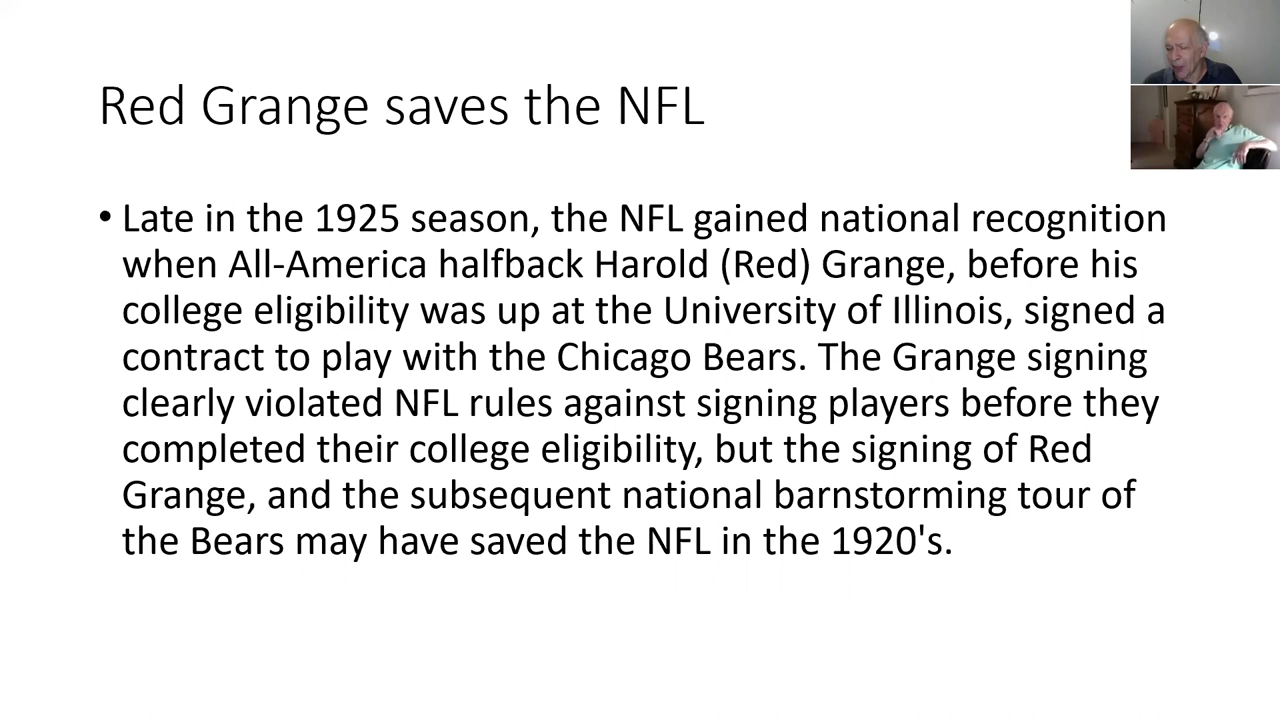 Red Grange saves the NFL
• Late in the 1925 season, the NFL gained national recognition
when All-America halfback Harold (Red) Grange, before his
college eligibility was up at the University of Illinois, signed a
contract to play with the Chicago Bears. The Grange signing
clearly violated NFL rules against signing players before they
completed their college eligibility, but the signing of Red
Grange, and the subsequent national barnstorming tour of
the Bears may have saved the NFL in the 1920's.